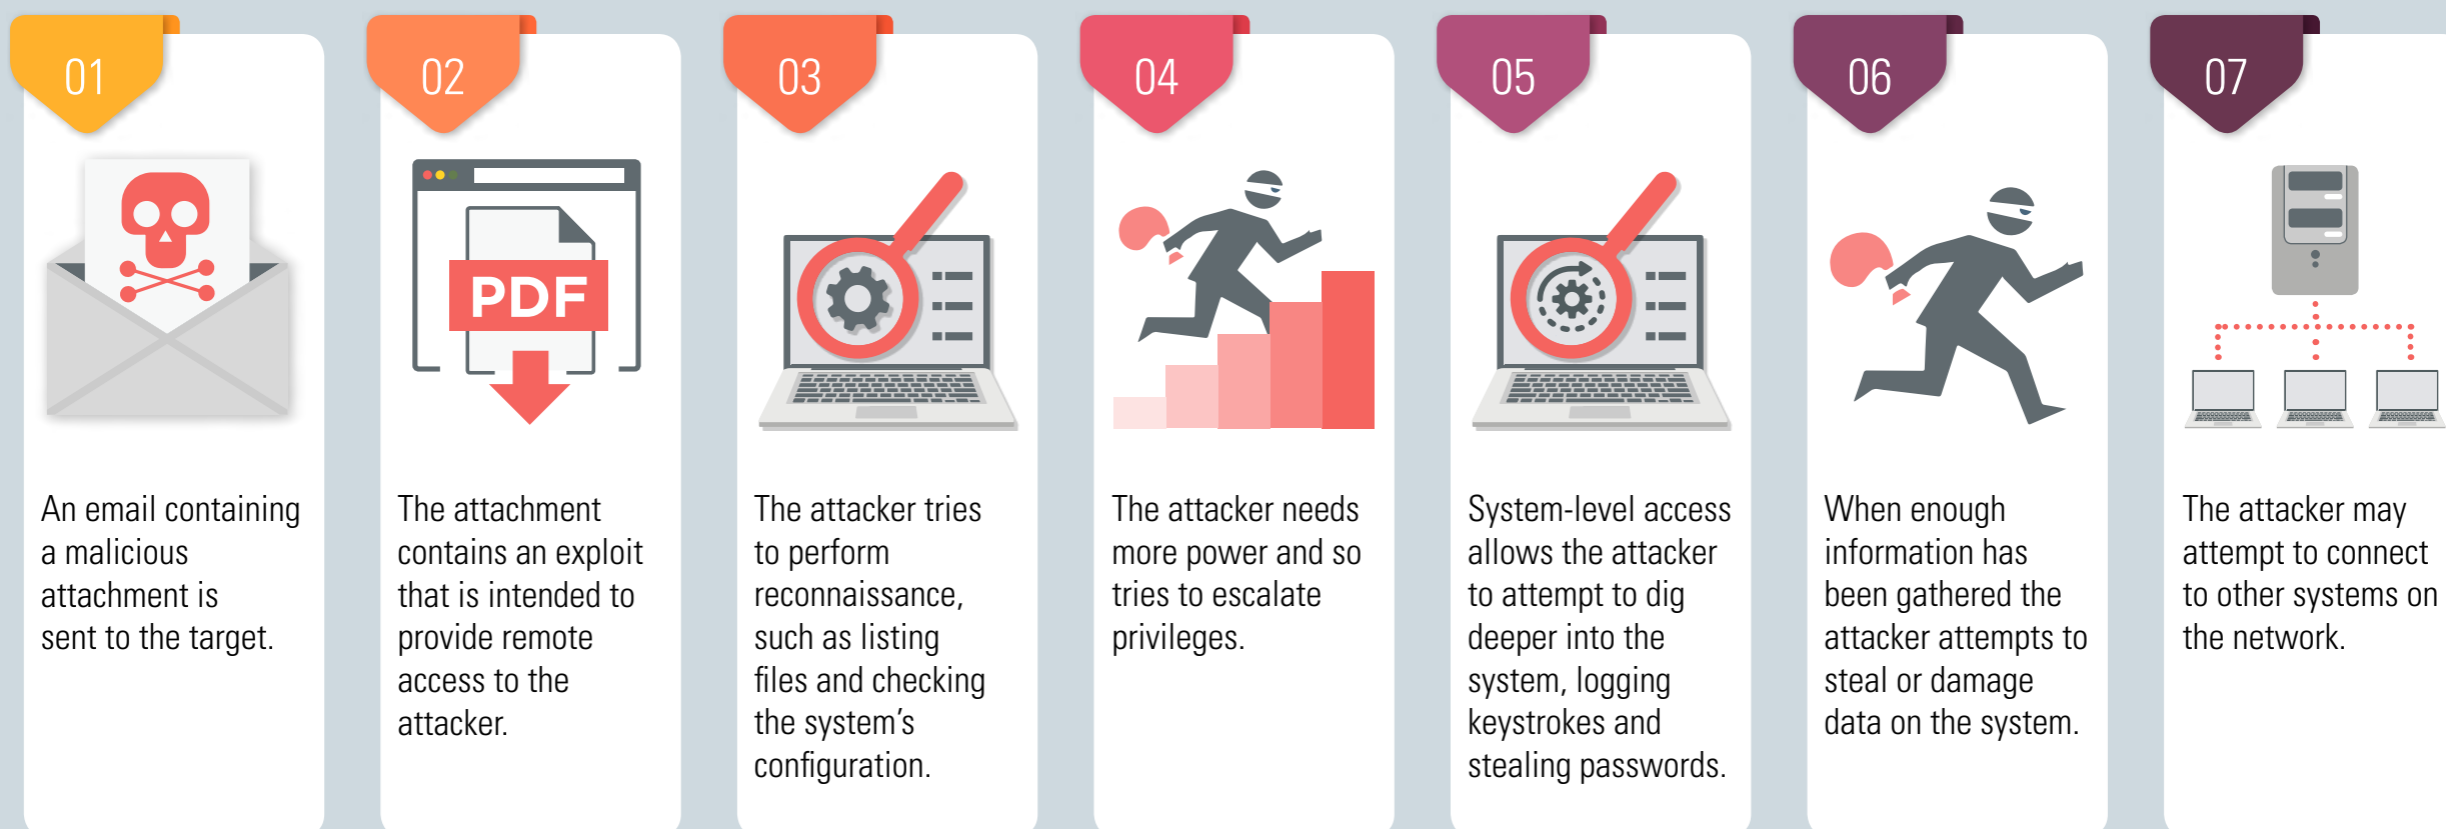 01
An email containing
a malicious
attachment is
sent to the target.
02
PDF
The attachment
contains an exploit
that is intended to
provide remote
access to the
attacker.
03
The attacker tries
to perform
reconnaissance,
such as listing
files and checking
the system’s
configuration.
04
The attacker needs
more power and so
tries to escalate
privileges.
05
System-level access
allows the attacker
to attempt to dig
deeper into the
system, logging
keystrokes and
stealing passwords.
06
When enough
information has
been gathered the
attacker attempts to
steal or damage
data on the system.
07
The attacker may
attempt to connect
to other systems on
the network.